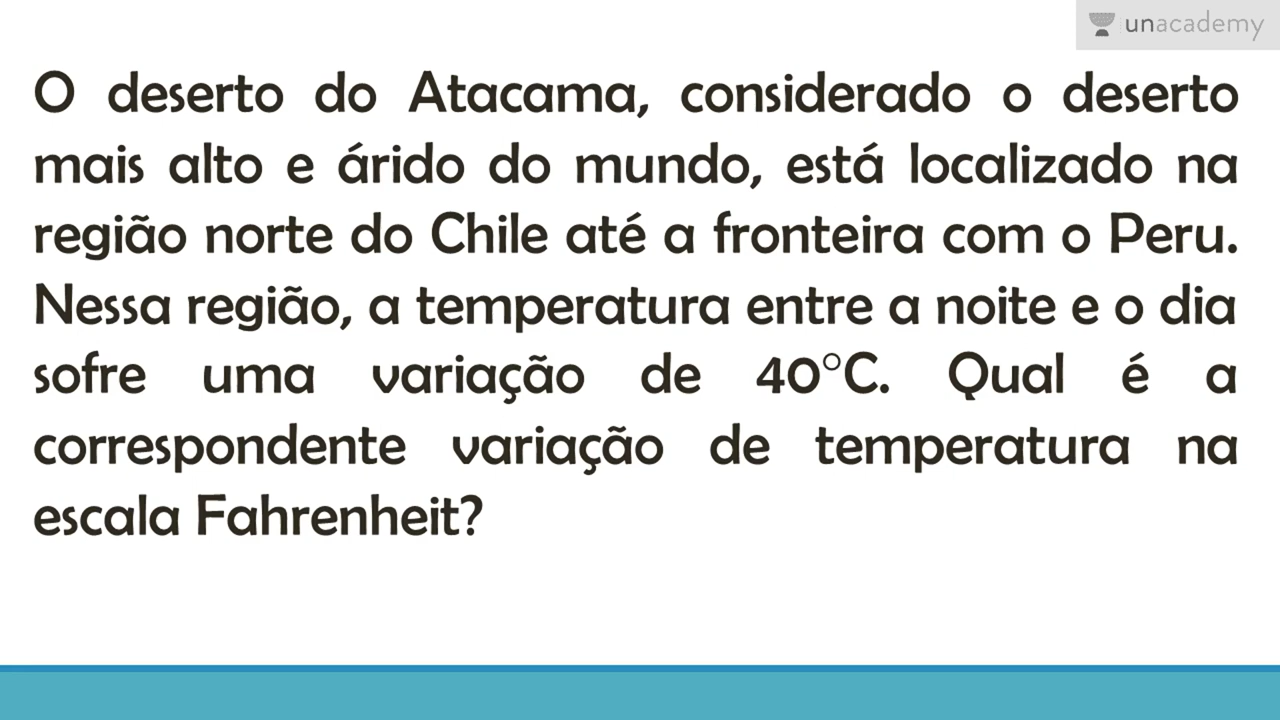 unacademy
O deserto do Atacama, considerado o deserto
mais alto e árido do mundo, está localizado na
região norte do Chile até a fronteira com o Peru.
Nessa região, a temperatura entre a noite e o dia
sofre uma variação de 40°C. Qual é a
correspondente variação de temperatura na
escala Fahrenheit?